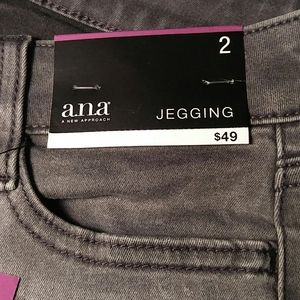 2
a.n.a
A NEW APPROACH
JEGGING
$49